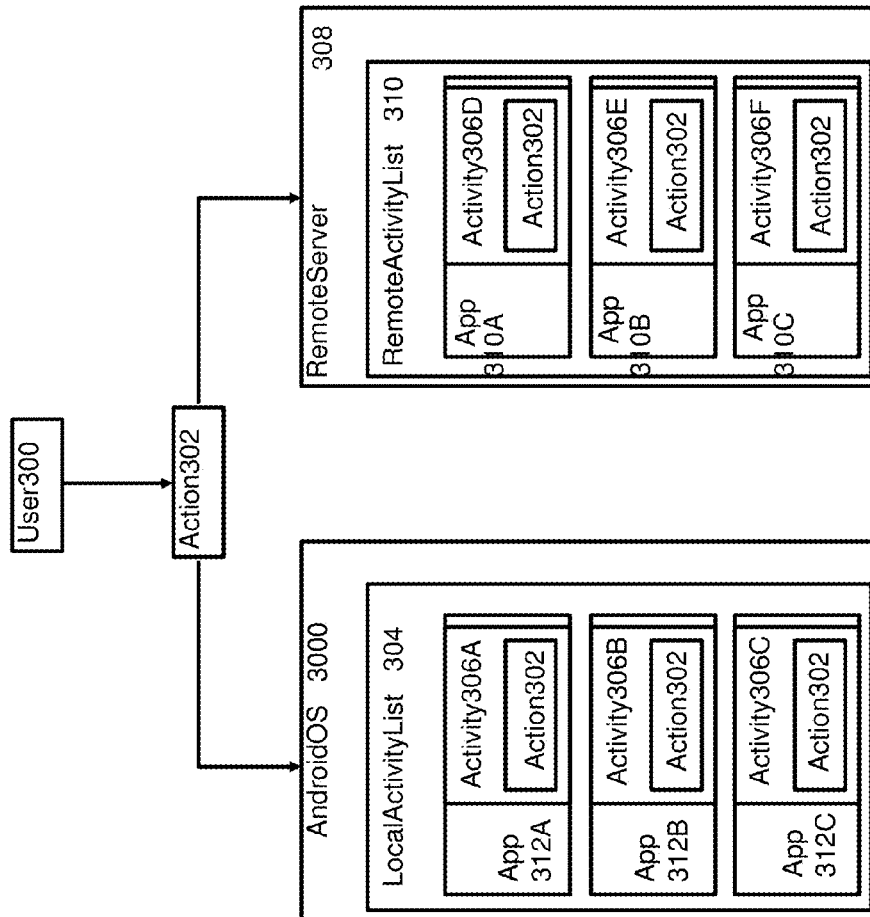 User300
Action302
AndroidOS 3000
LocalActivityList 304
App
312A
Activity306A
Action302
App
312B
Activity306B
Action302
App
312C
Activity306C
Action302
RemoteServer 308
RemoteActivityList 310
App
310A
Activity306D
Action302
App
310B
Activity306E
Action302
App
310C
Activity306F
Action302